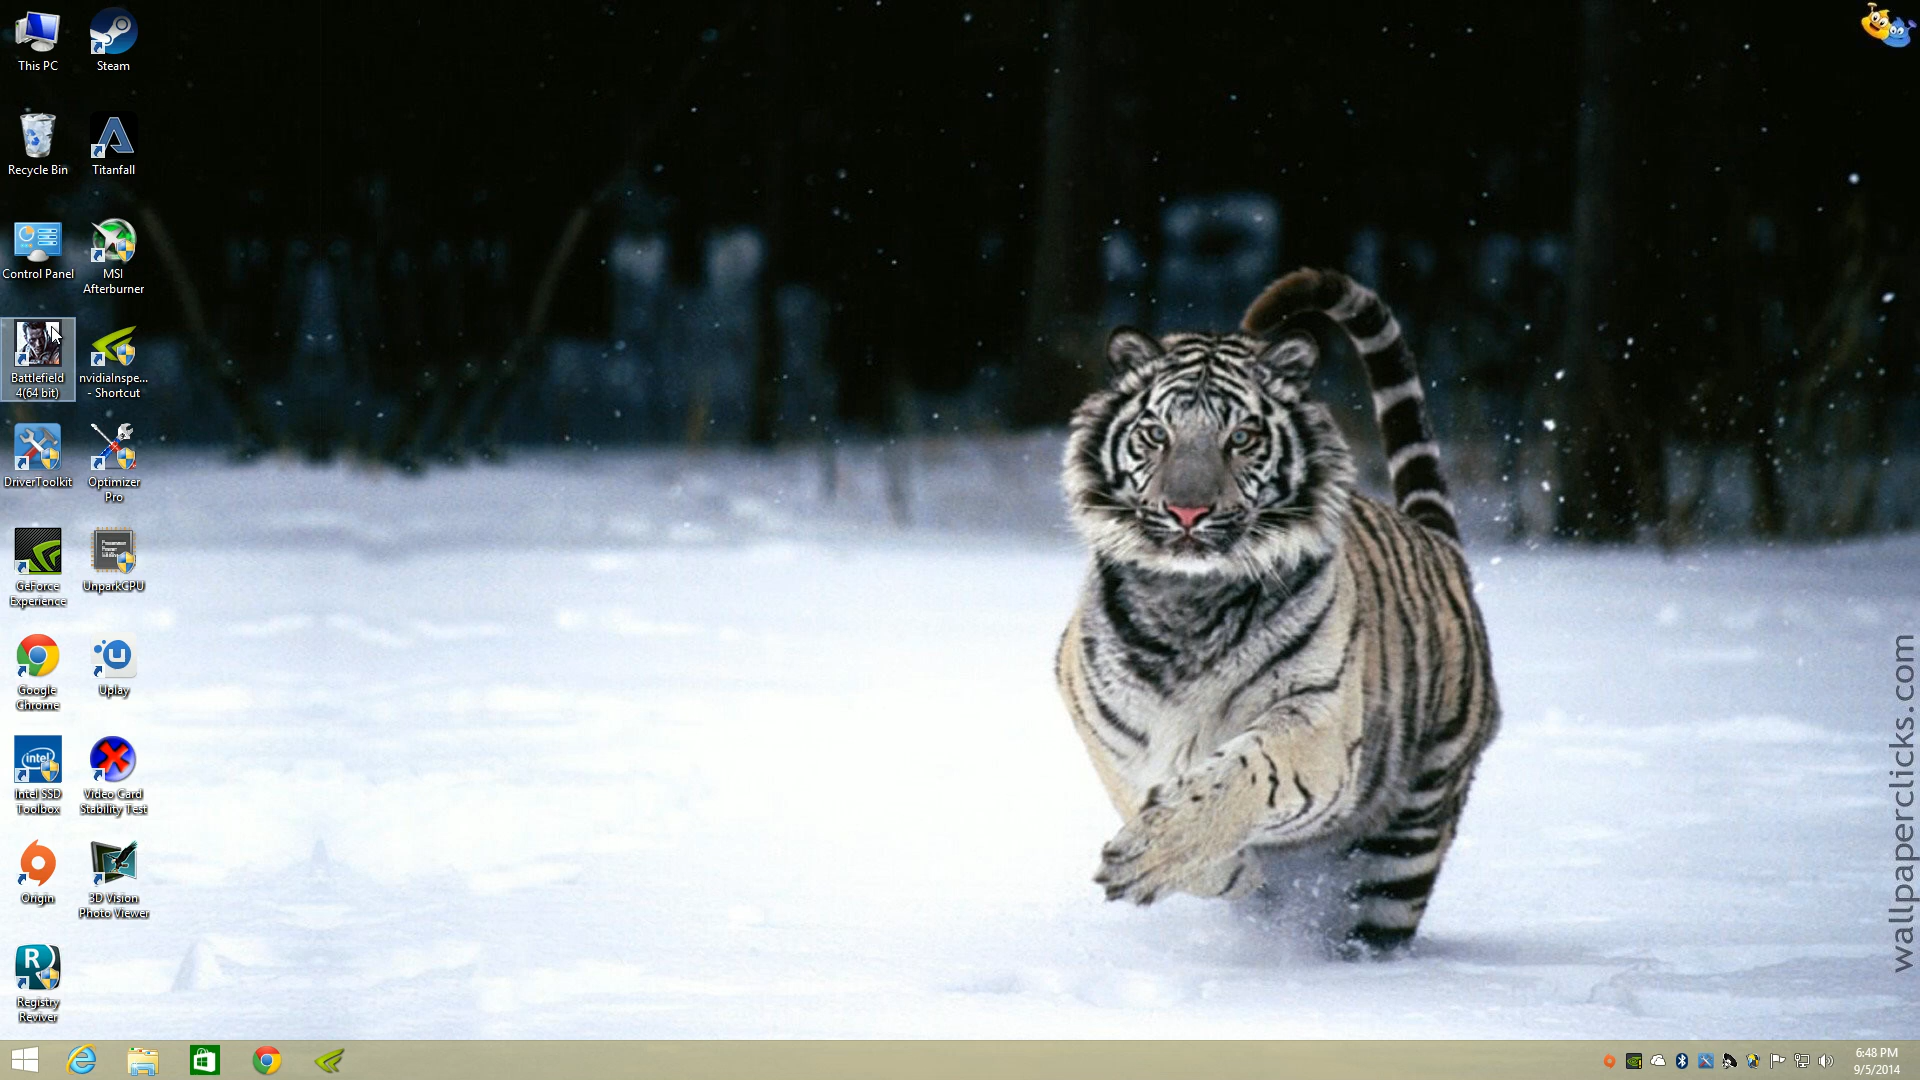 This PC
Steam
Recycle Bin
Titanfall
Control Panel
MSI
Afterburner
Battlefield
4(64 bit)
nvidiaInspe...
- Shortcut
DriverToolkit
Optimizer
Pro
GeForce
Experience
UnparkCPU
Google
Chrome
Uplay
intel
Intel SSD
Toolbox
Video Card
Stability Test
Origin
3D Vision
Photo Viewer
R
Registry
Reviver
wallpaperclicks.com
6:48 PM
9/5/2014